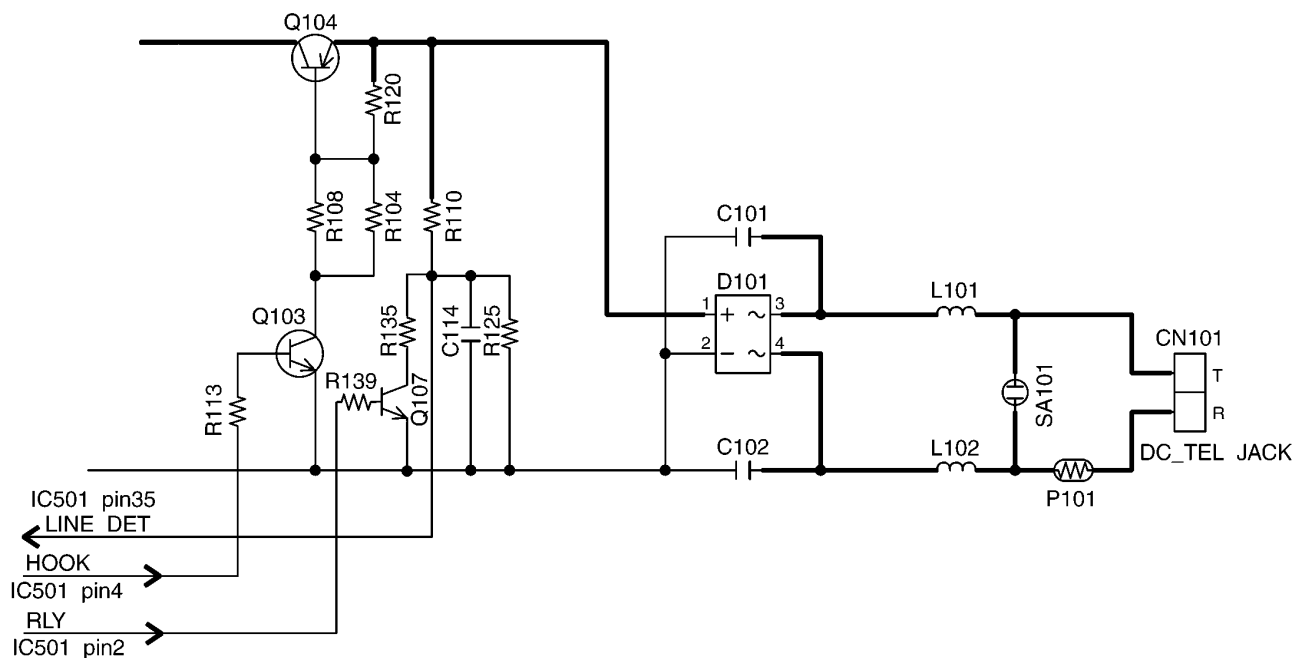 Q104
R120
R108
R104
R110
C101
D101
1 + ~ 3
2 − ~ 4
L101
CN101
T
R
DC_TEL JACK
SA101
Q103
R135
C114
R125
R139
Q107
R113
C102
L102
P101
IC501 pin35
LINE DET
HOOK
IC501 pin4
RLY
IC501 pin2